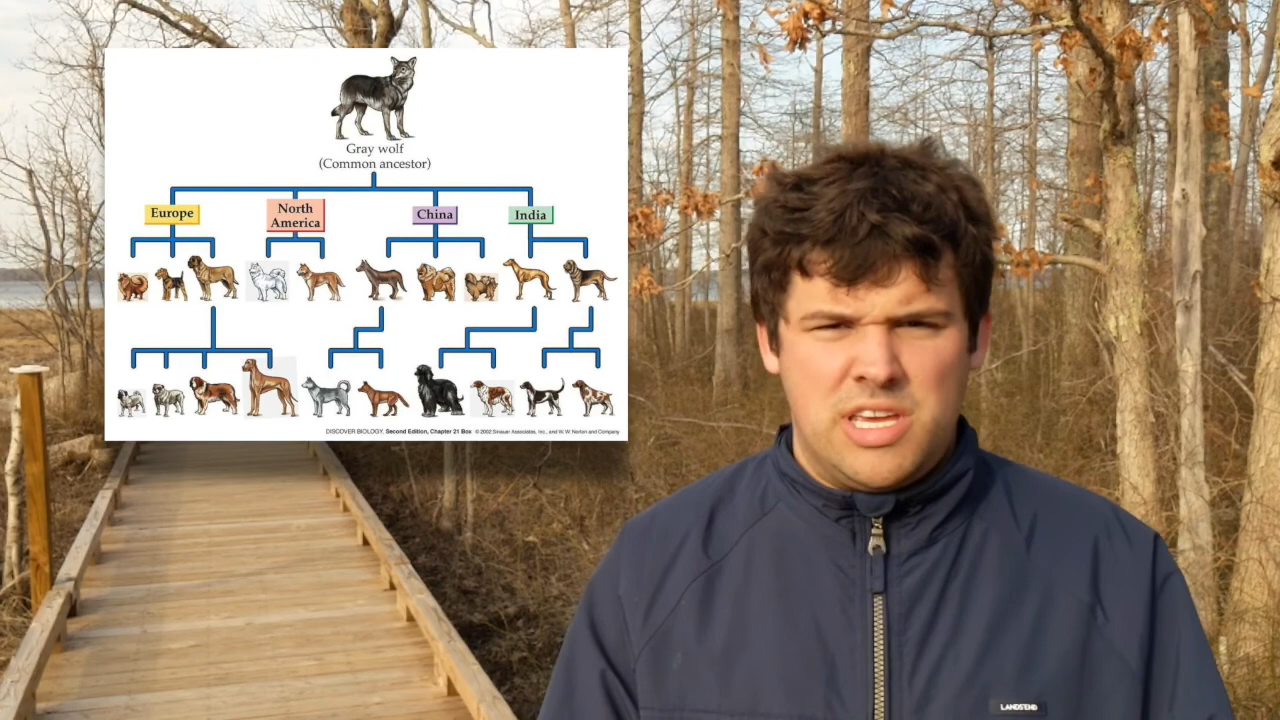 Gray wolf
(Common ancestor)
Europe
North
America
China
India
DISCOVER BIOLOGY, Second Edition, Chapter 21 Box © 2002 Sinauer Associates, Inc., and W. W. Norton and Company
LANDS'END